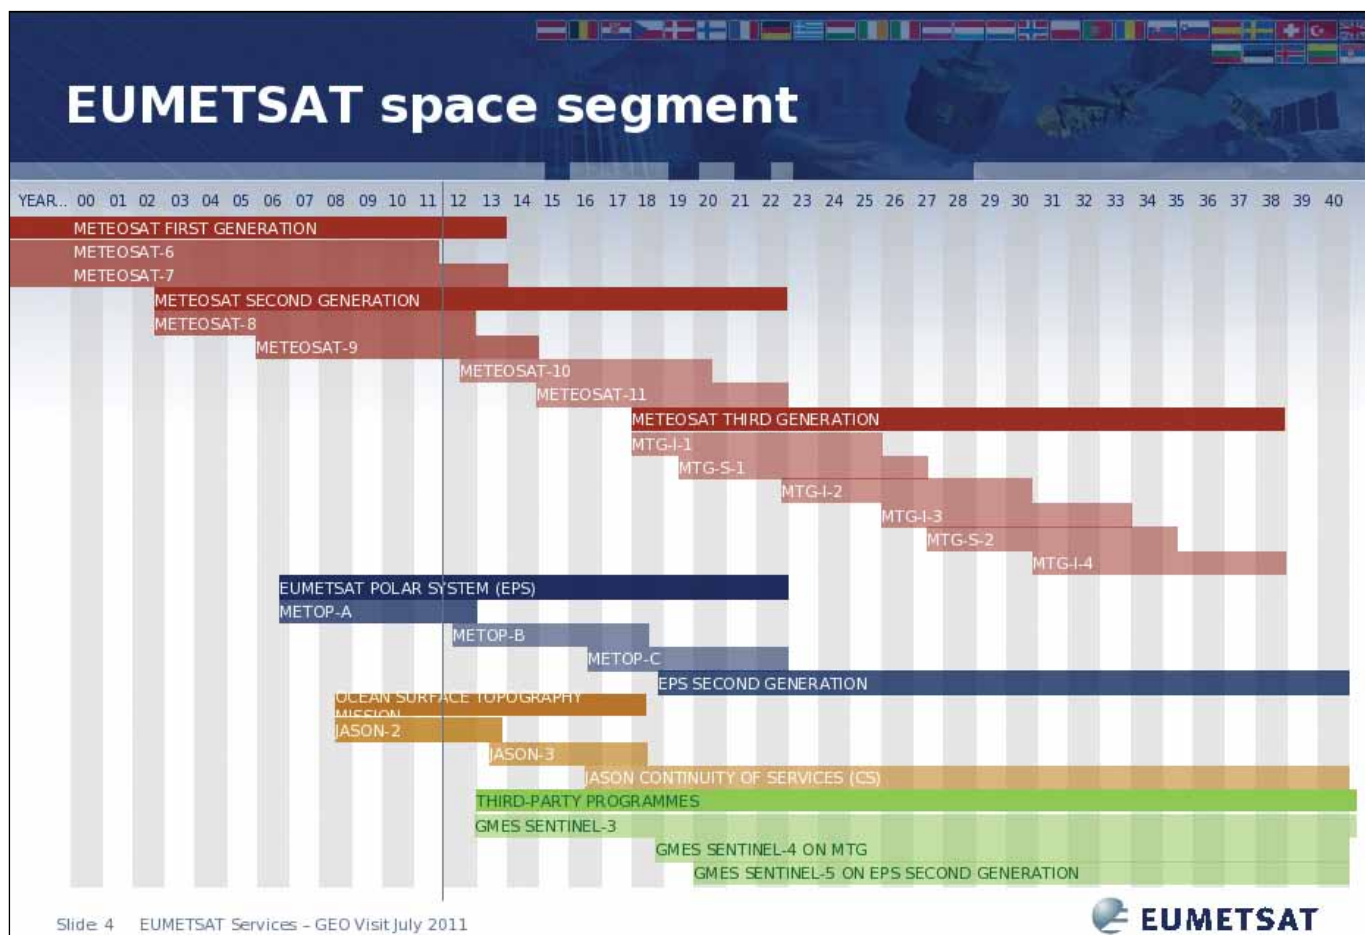 EUMETSAT space segment
YEAR... 00 01 02 03 04 05 06 07 08 09 10 11 12 13 14 15 16 17 18 19 20 21 22 23 24 25 26 27 28 29 30 31 32 33 34 35 36 37 38 39 40
METEOSAT FIRST GENERATION
METEOSAT-6
METEOSAT-7
METEOSAT SECOND GENERATION
METEOSAT-8
METEOSAT-9
METEOSAT-10
METEOSAT-11
METEOSAT THIRD GENERATION
MTG-I-1
MTG-S-1
MTG-I-2
MTG-I-3
MTG-S-2
MTG-I-4
EUMETSAT POLAR SYSTEM (EPS)
METOP-A
METOP-B
METOP-C
EPS SECOND GENERATION
OCEAN SURFACE TOPOGRAPHY
MISSION
JASON-2
JASON-3
JASON CONTINUITY OF SERVICES (CS)
THIRD-PARTY PROGRAMMES
GMES SENTINEL-3
GMES SENTINEL-4 ON MTG
GMES SENTINEL-5 ON EPS SECOND GENERATION
Slide: 4 EUMETSAT Services – GEO Visit July 2011
EUMETSAT